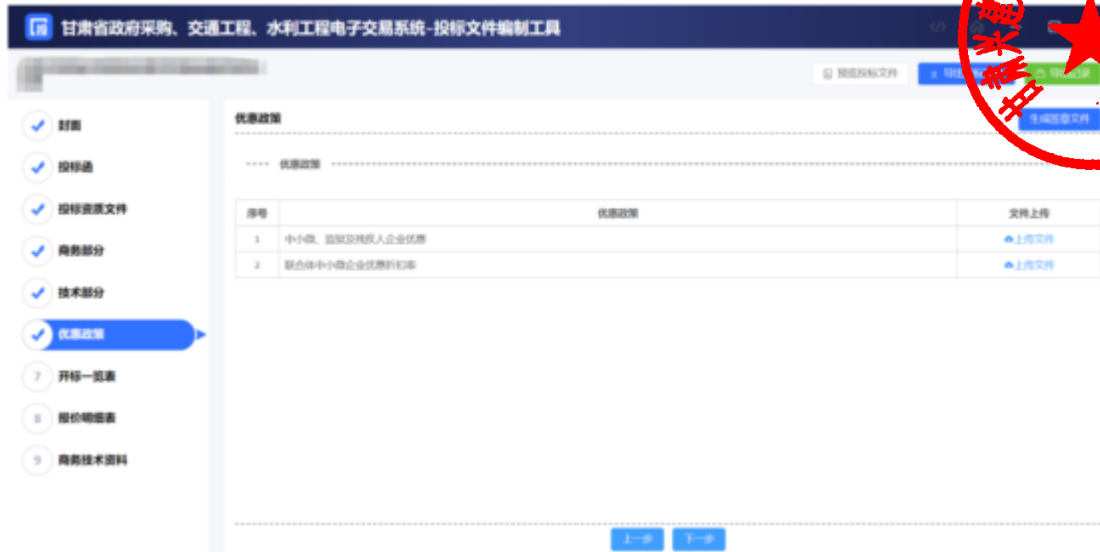 甘肃省政府采购、交通工程、水利工程电子交易系统-投标文件编制工具
预览投标文件
生成签章文件
封面
投标函
投标资质文件
商务部分
技术部分
优惠政策
7 开标一览表
8 报价明细表
9 商务技术资料
优惠政策
优惠政策
序号 优惠政策 文件上传
1 中小微、监狱及残疾人企业优惠 上传文件
2 联合体中小微企业优惠折扣率 上传文件
上一步 下一步
甘肃